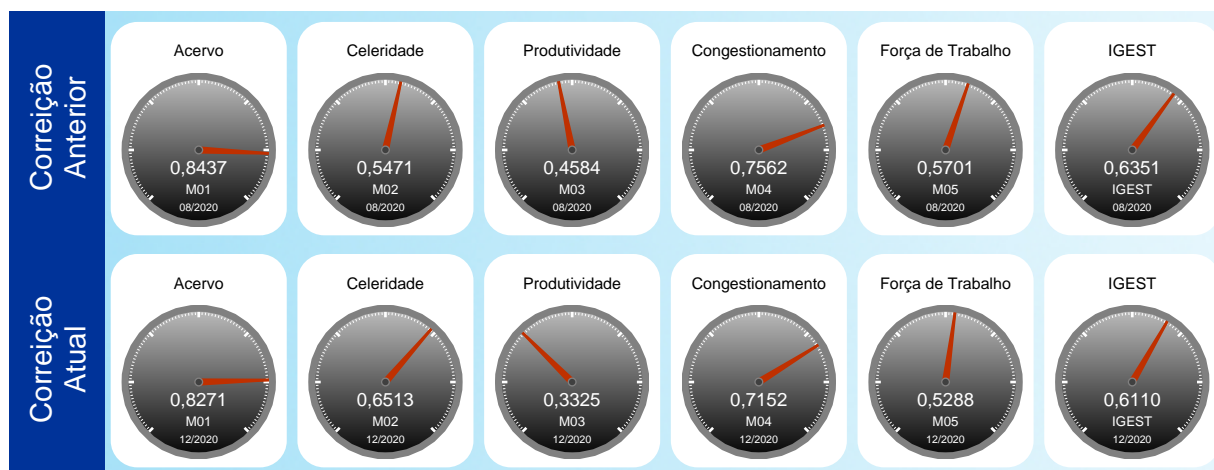 Correição
Anterior
Acervo
0,8437
M01
08/2020
Celeridade
0,5471
M02
08/2020
Produtividade
0,4584
M03
08/2020
Congestionamento
0,7562
M04
08/2020
Força de Trabalho
0,5701
M05
08/2020
IGEST
0,6351
IGEST
08/2020
Correição
Atual
Acervo
0,8271
M01
12/2020
Celeridade
0,6513
M02
12/2020
Produtividade
0,3325
M03
12/2020
Congestionamento
0,7152
M04
12/2020
Força de Trabalho
0,5288
M05
12/2020
IGEST
0,6110
IGEST
12/2020